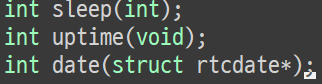 int sleep(int);
int uptime(void);
int date(struct rtcdate*);